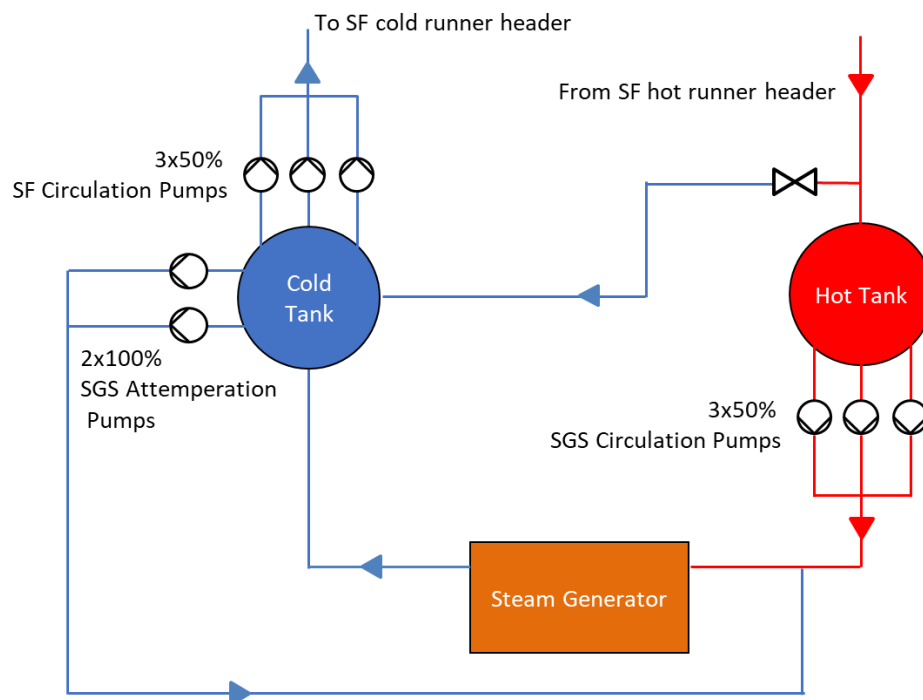 To SF cold runner header
From SF hot runner header
3x50%
SF Circulation Pumps
Cold
Tank
Hot Tank
2x100%
SGS Attemperation
Pumps
3x50%
SGS Circulation Pumps
Steam Generator